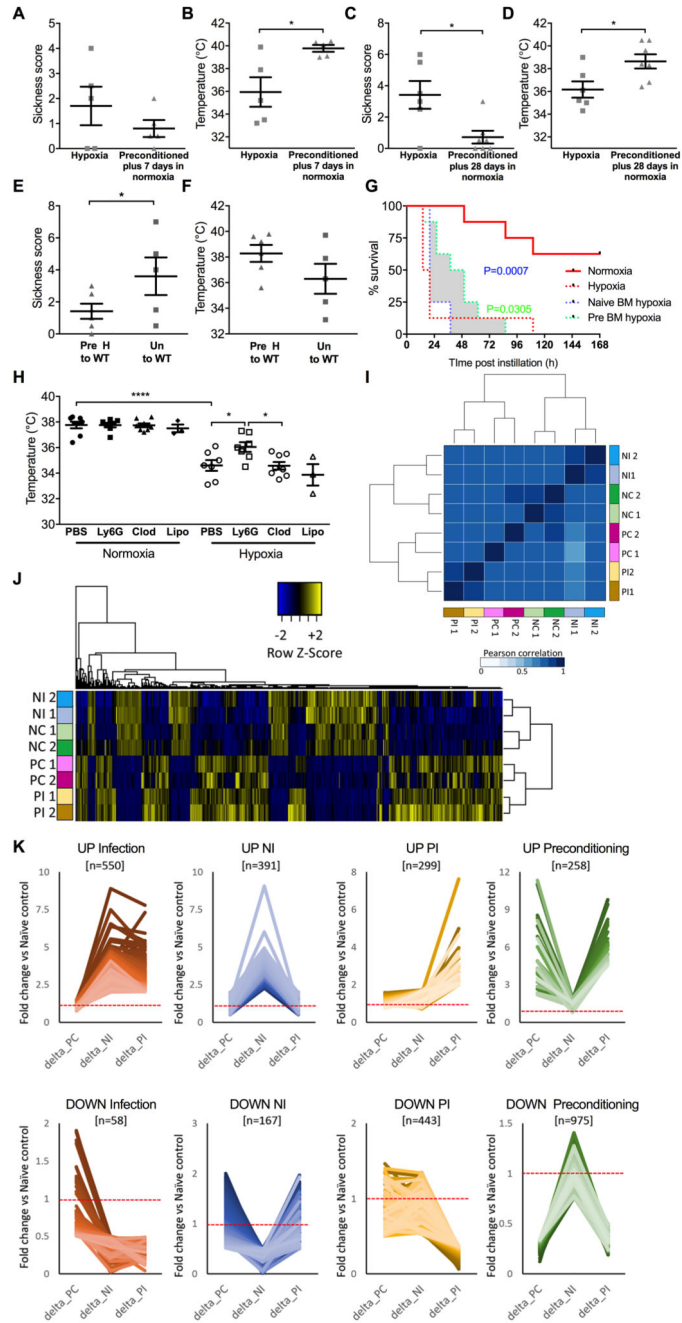 A
Sickness score
6
4
2
0
Hypoxia
Preconditioned
plus 7 days in
normoxia
B
*
Temperature (°C)
42
40
38
36
34
32
Hypoxia
Preconditioned
plus 7 days in
normoxia
C
*
Sickness score
8
6
4
2
0
Hypoxia
Preconditioned
plus 28 days in
normoxia
D
*
Temperature (°C)
42
40
38
36
34
32
Hypoxia
Preconditioned
plus 28 days in
normoxia
E
*
Sickness score
8
6
4
2
0
Pre H
to WT
Un
to WT
F
Temperature (°C)
42
40
38
36
34
32
Pre H
to WT
Un
to WT
G
% survival
100
75
50
25
0
0 24 48 72 96 120 144 168
TIme post instillation (h)
P=0.0007
P=0.0305
Normoxia
Hypoxia
Naive BM hypoxia
Pre BM hypoxia
H
Temperature (°C)
40
38
36
34
32
30
****
* *
PBS Ly6G Clod Lipo PBS Ly6G Clod Lipo
Normoxia Hypoxia
I
NI 2
NI1
NC 2
NC 1
PC 2
PC 1
PI2
PI1
PI 1 PI 2 PC 1 PC 2 NC 1 NC 2 NI 1 NI 2
Pearson correlation
0 0.5 1
J
-2 +2
Row Z-Score
NI 2
NI 1
NC 1
NC 2
PC 1
PC 2
PI 1
PI 2
K
UP Infection
[n=550]
Fold change vs Naïve control
10
7.5
5
2.5
0
delta_PC delta_NI delta_PI
UP NI
[n=391]
Fold change vs Naïve control
10
7.5
5
2.5
0
delta_PC delta_NI delta_PI
UP PI
[n=299]
Fold change vs Naïve control
8
6
4
2
0
delta_PC delta_NI delta_PI
UP Preconditioning
[n=258]
Fold change vs Naïve control
12
9
6
3
0
delta_PC delta_NI delta_PI
DOWN Infection
[n=58]
Fold change vs Naïve control
2
1.5
1
0.5
0
delta_PC delta_NI delta_PI
DOWN NI
[n=167]
Fold change vs Naïve control
3
2
1
0
delta_PC delta_NI delta_PI
DOWN PI
[n=443]
Fold change vs Naïve control
2
1.5
1
0.5
0
delta_PC delta_NI delta_PI
DOWN Preconditioning
[n=975]
Fold change vs Naïve control
1.5
1
0.5
0
delta_PC delta_NI delta_PI